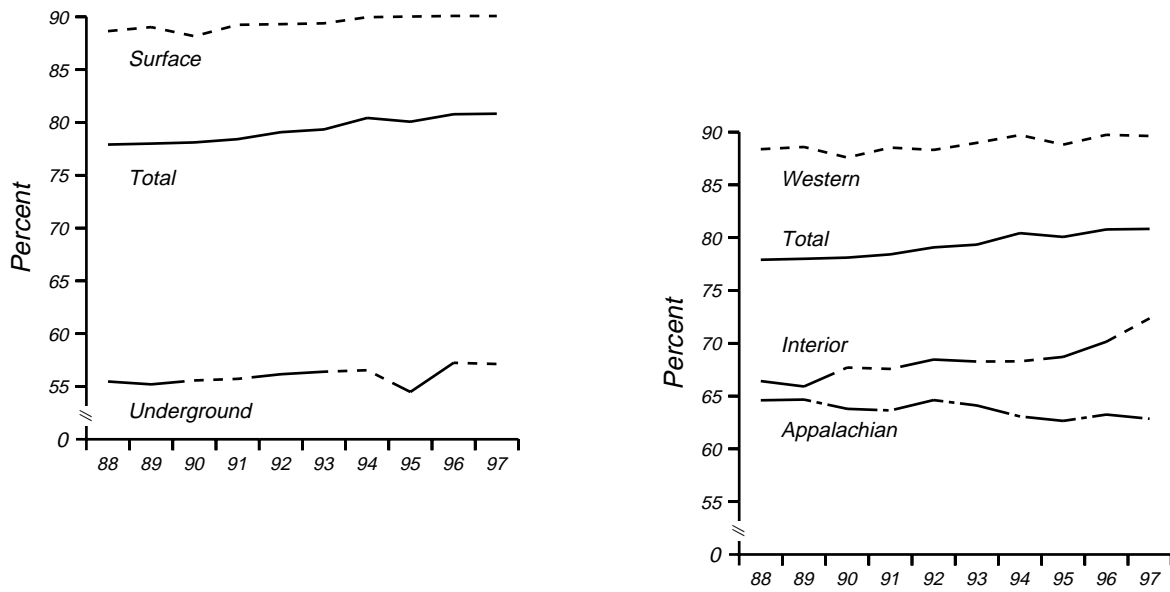 90
Surface
85
80
Total
75
70
65
60
55
Underground
0
88 89 90 91 92 93 94 95 96 97
Percent
90
Western
85
Total
80
75
70
Interior
65
Appalachian
60
55
0
88 89 90 91 92 93 94 95 96 97
Percent